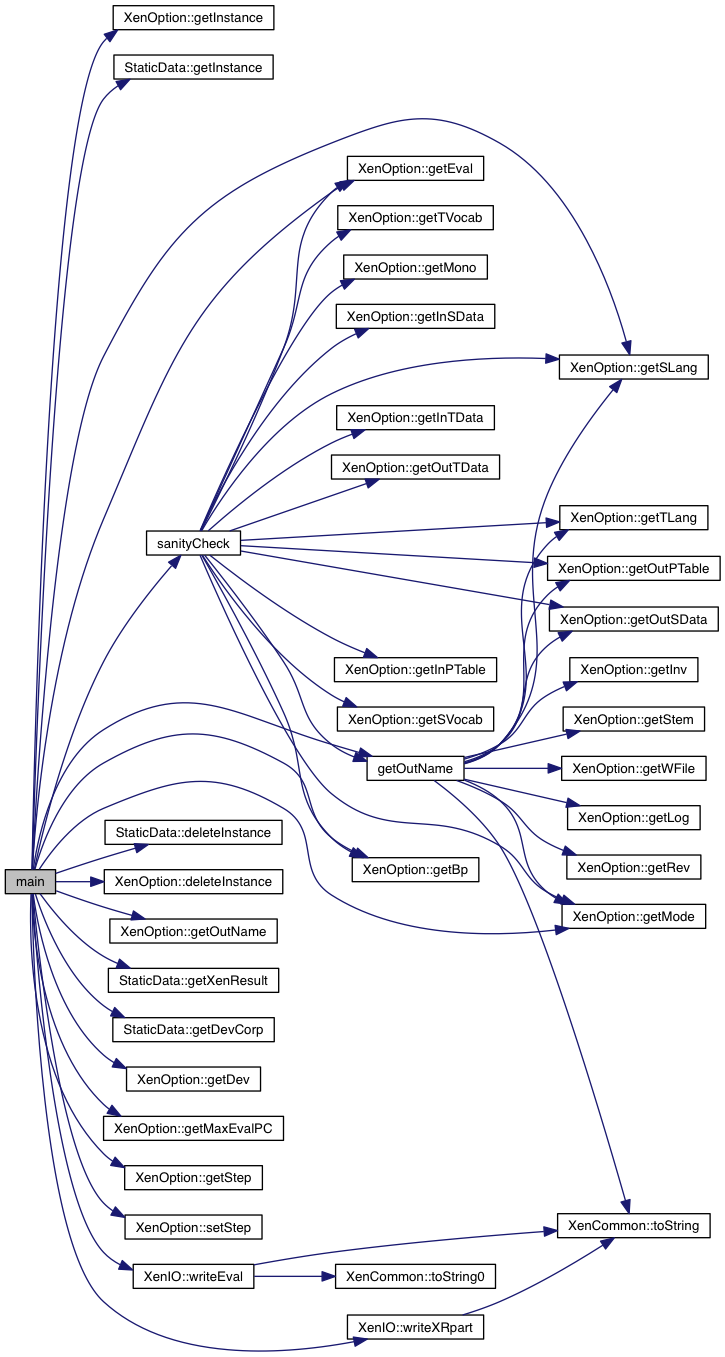 XenOption::getInstance
StaticData::getInstance
XenOption::getEval
XenOption::getTVocab
XenOption::getMono
XenOption::getInSData
XenOption::getSLang
XenOption::getInTData
XenOption::getOutTData
XenOption::getTLang
sanityCheck
XenOption::getOutPTable
XenOption::getOutSData
XenOption::getInPTable
XenOption::getInv
XenOption::getSVocab
XenOption::getStem
getOutName
XenOption::getWFile
XenOption::getLog
StaticData::deleteInstance
XenOption::getBp
XenOption::getRev
main
XenOption::deleteInstance
XenOption::getMode
XenOption::getOutName
StaticData::getXenResult
StaticData::getDevCorp
XenOption::getDev
XenOption::getMaxEvalPC
XenOption::getStep
XenOption::setStep
XenCommon::toString
XenIO::writeEval
XenCommon::toString0
XenIO::writeXRpart